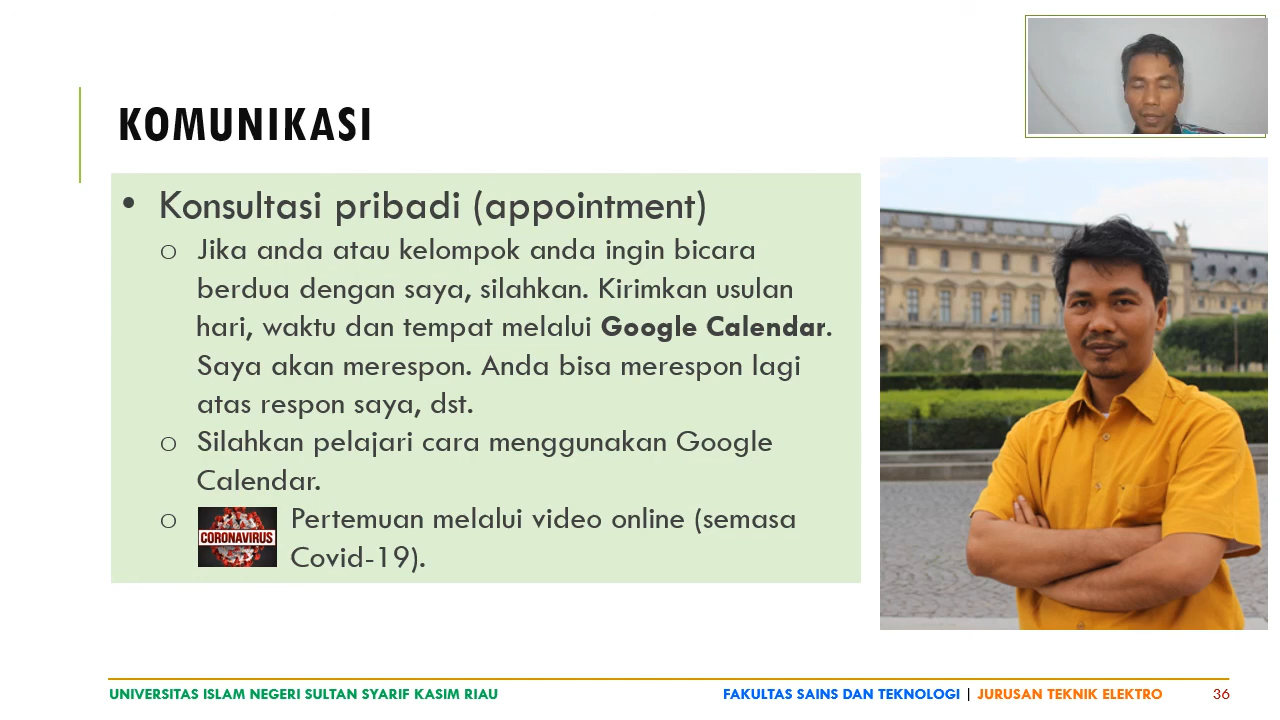 KOMUNIKASI
• Konsultasi pribadi (appointment)
o Jika anda atau kelompok anda ingin bicara
berdua dengan saya, silahkan. Kirimkan usulan
hari, waktu dan tempat melalui Google Calendar.
Saya akan merespon. Anda bisa merespon lagi
atas respon saya, dst.
o Silahkan pelajari cara menggunakan Google
Calendar.
o CORONAVIRUS Pertemuan melalui video online (semasa
Covid-19).
UNIVERSITAS ISLAM NEGERI SULTAN SYARIF KASIM RIAU FAKULTAS SAINS DAN TEKNOLOGI | JURUSAN TEKNIK ELEKTRO 36